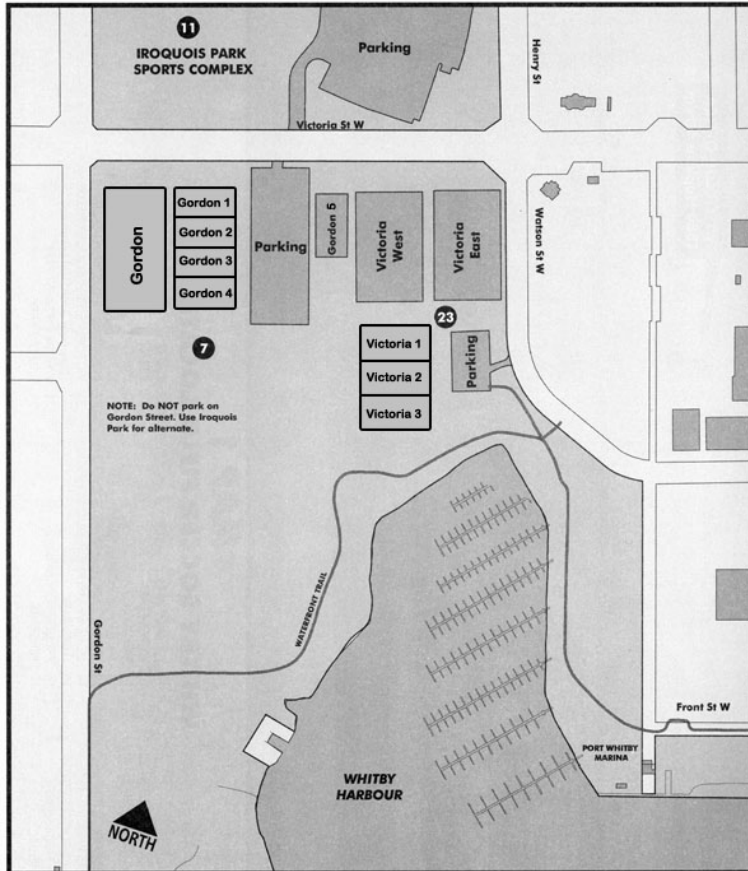 11
IROQUOIS PARK
SPORTS COMPLEX
Parking
Henry St
Victoria St W
Gordon
Gordon 1
Gordon 2
Gordon 3
Gordon 4
Parking
Gordon 5
Victoria
West
Victoria
East
Watson St W
7
23
Victoria 1
Victoria 2
Victoria 3
Parking
NOTE: Do NOT park on
Gordon Street. Use Iroquois
Park for alternate.
WATERFRONT TRAIL
Gordon St
Front St W
PORT WHITBY
MARINA
WHITBY
HARBOUR
NORTH